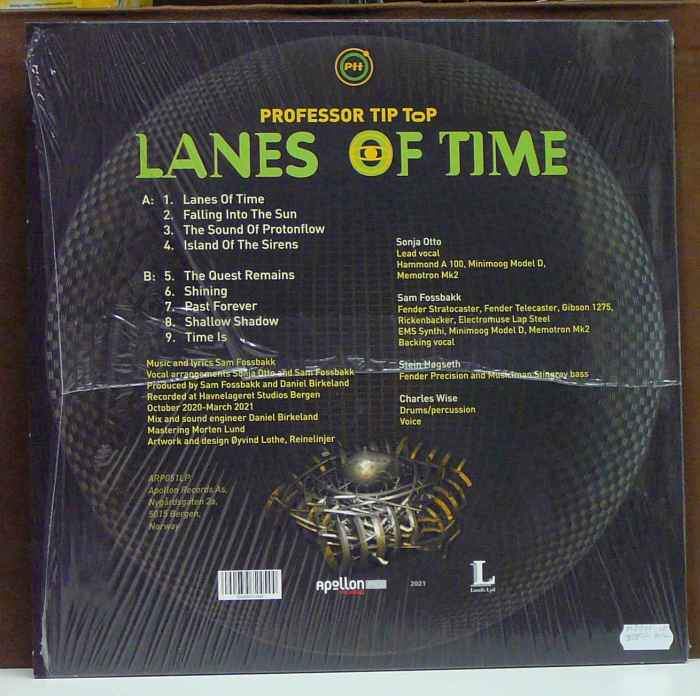 PH
PROFESSOR TIP ToP
LANES OF TIME
A: 1. Lanes Of Time
2. Falling Into The Sun
3. The Sound Of Protonflow
4. Island Of The Sirens
B: 5. The Quest Remains
6. Shining
7. Past Forever
8. Shallow Shadow
9. Time Is
Music and lyrics Sam Fossbakk
Vocal arrangements Sonja Otto and Sam Fossbakk
Produced by Sam Fossbakk and Daniel Birkeland
Recorded at Havnelageret Studios Bergen
October 2020-March 2021
Mix and sound engineer Daniel Birkeland
Mastering Morten Lund
Artwork and design Øyvind Lothe, Reinelinjer
ARP051LP
Apollon Records As,
Nygårdsgaten 2a,
5015 Bergen,
Norway
Sonja Otto
Lead vocal
Hammond A 100, Minimoog Model D,
Memotron Mk2
Sam Fossbakk
Fender Stratocaster, Fender Telecaster, Gibson 1275,
Rickenbacker, Electromuse Lap Steel
EMS Synthi, Minimoog Model D, Memotron Mk2
Backing vocal
Stein Høgseth
Fender Precision and Musicman Stingray bass
Charles Wise
Drums/percussion
Voice
Apollon
2021
L